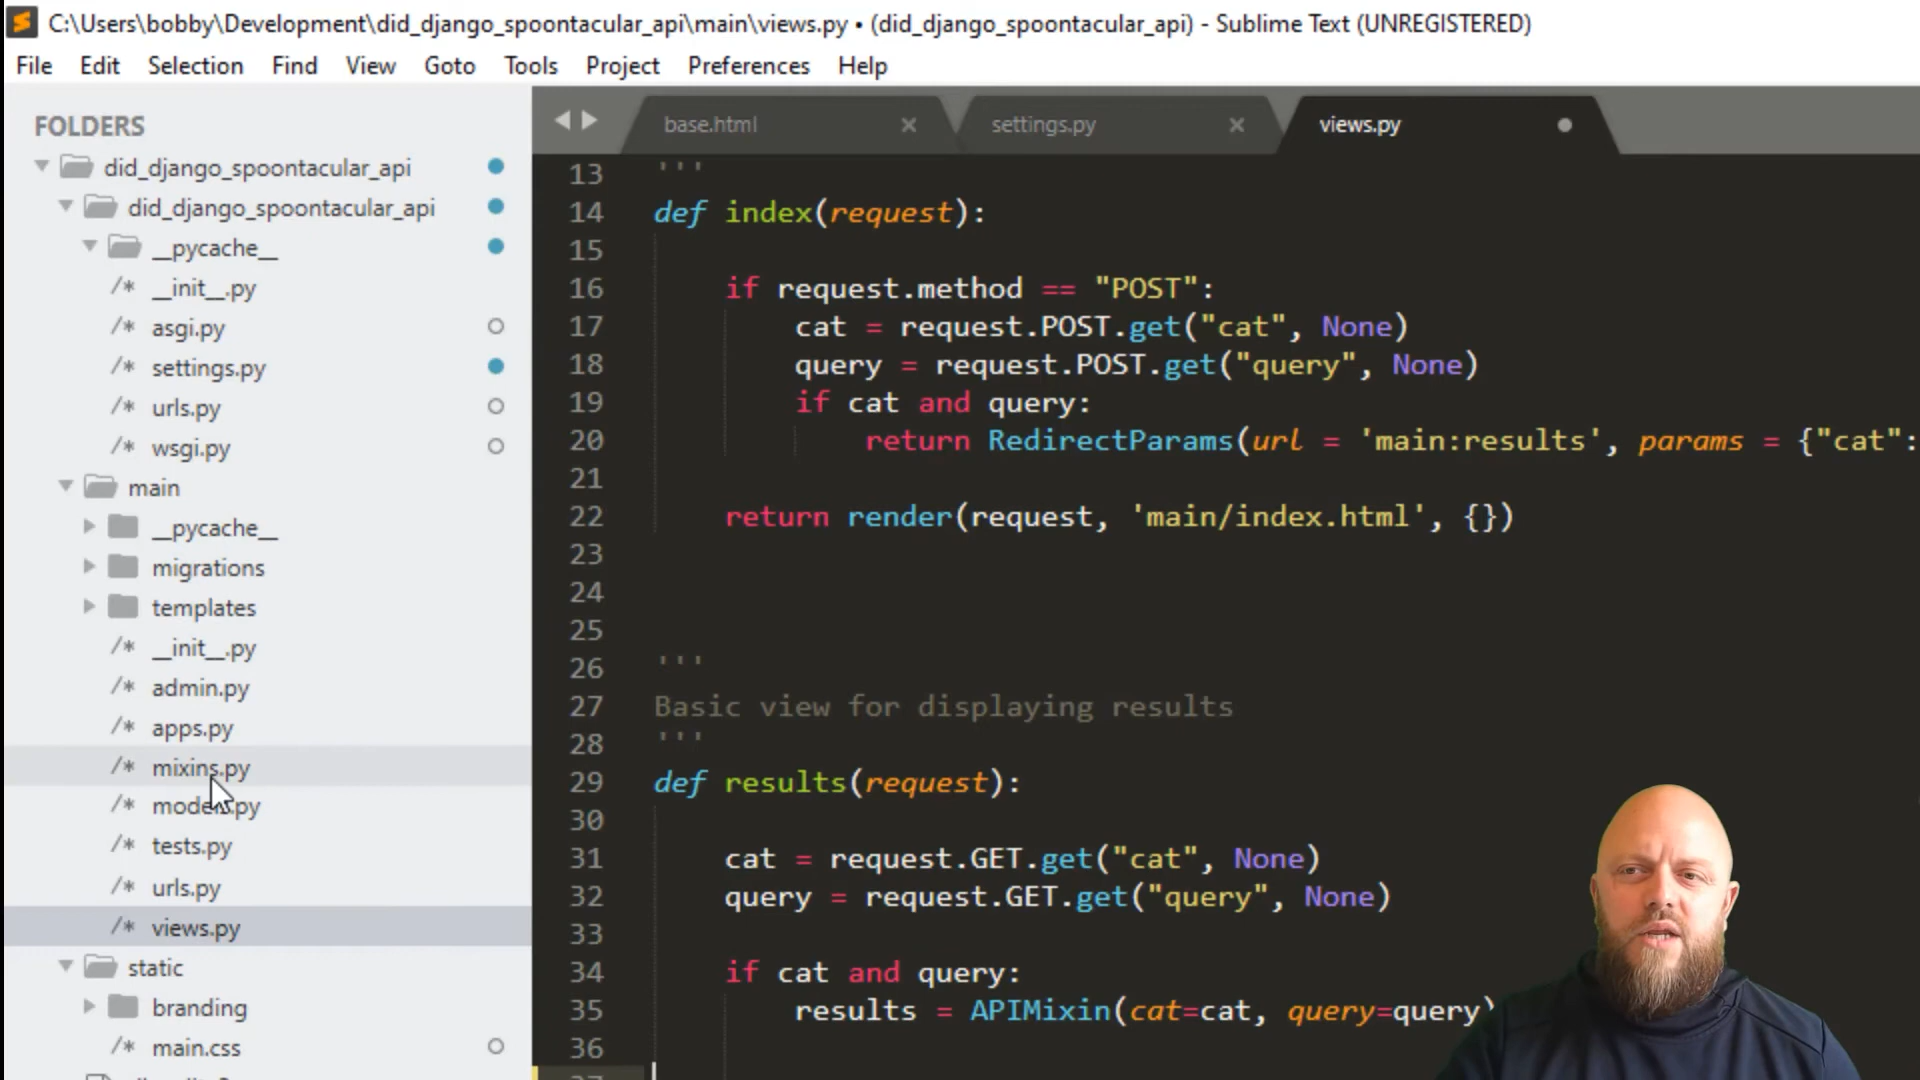 C:\Users\bobby\Development\did_django_spoontacular_api\main\views.py • (did_django_spoontacular_api) - Sublime Text (UNREGISTERED)
File Edit Selection Find View Goto Tools Project Preferences Help
FOLDERS
did_django_spoontacular_api
did_django_spoontacular_api
__pycache__
/* __init__.py
/* asgi.py
/* settings.py
/* urls.py
/* wsgi.py
main
__pycache__
migrations
templates
/* __init__.py
/* admin.py
/* apps.py
/* mixins.py
/* models.py
/* tests.py
/* urls.py
/* views.py
static
branding
/* main.css
base.html settings.py views.py
13 '''
14 def index(request):
15
16 if request.method == "POST":
17 cat = request.POST.get("cat", None)
18 query = request.POST.get("query", None)
19 if cat and query:
20 return RedirectParams(url = 'main:results', params = {"cat":
21
22 return render(request, 'main/index.html', {})
23
24
25
26 '''
27 Basic view for displaying results
28 '''
29 def results(request):
30
31 cat = request.GET.get("cat", None)
32 query = request.GET.get("query", None)
33
34 if cat and query:
35 results = APIMixin(cat=cat, query=query)
36